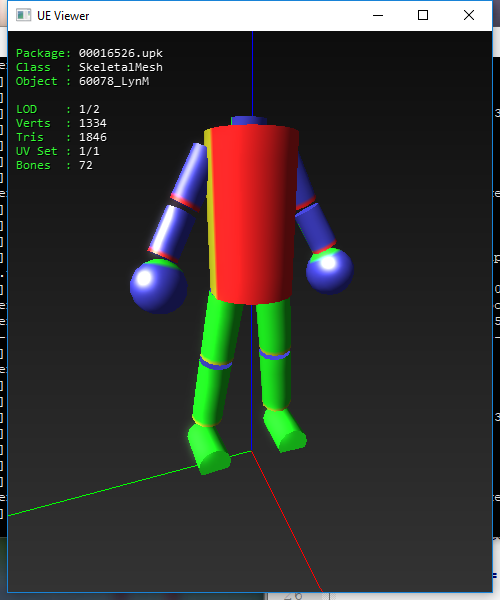 UE Viewer
Package: 00016526.upk
Class : SkeletalMesh
Object : 60078_LynM
LOD : 1/2
Verts : 1334
Tris : 1846
UV Set : 1/1
Bones : 72